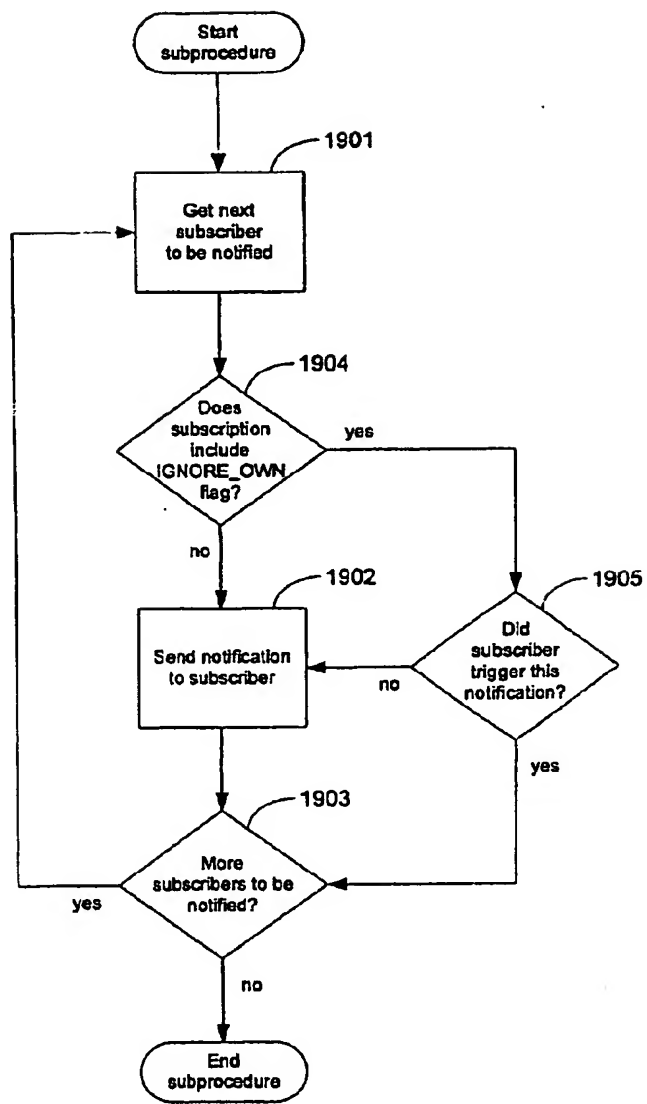 Start
subprocedure
1901
Get next
subscriber
to be notified
1904
Does
subscription
include
IGNORE_OWN
flag?
yes
no
1902
1905
Send notification
to subscriber
Did
subscriber
trigger this
notification?
no
yes
1903
More
subscribers to be
notified?
yes
no
End
subprocedure